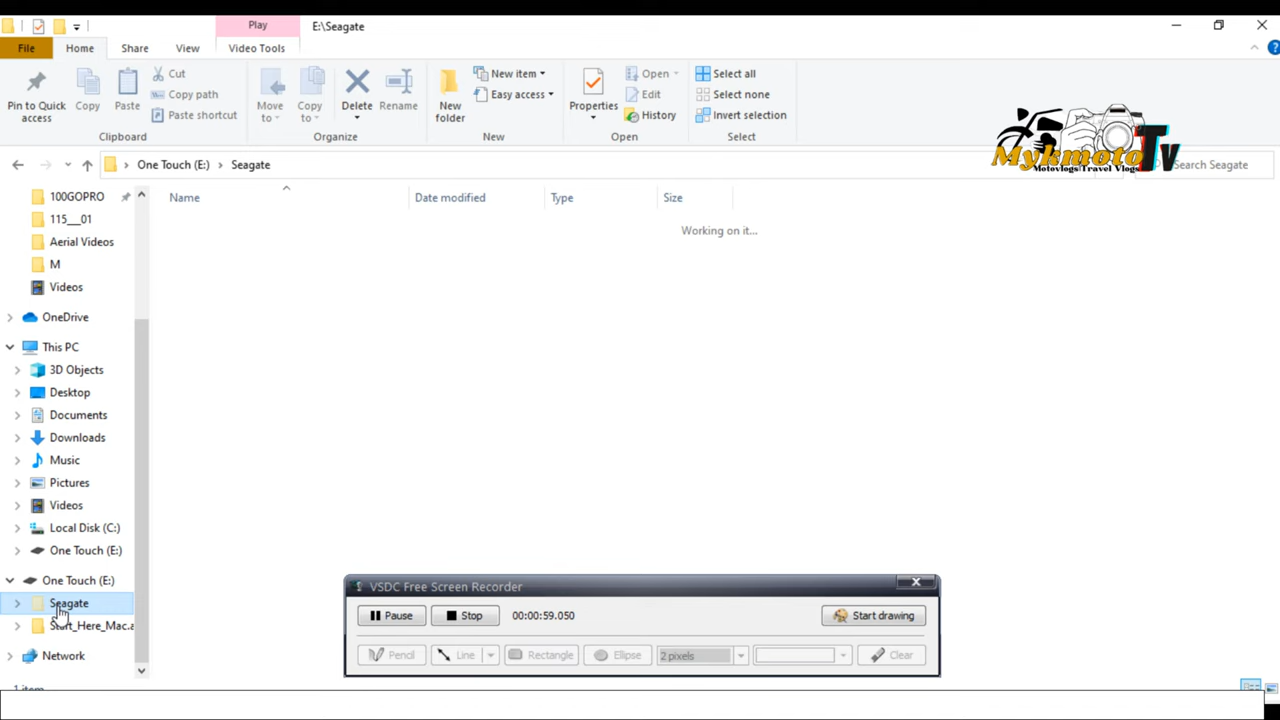 Play
E:\Seagate
File
Home
Share
View
Video Tools
Pin to Quick access
Copy
Paste
Cut
Copy path
Paste shortcut
Clipboard
Move to
Copy to
Delete
Rename
Organize
New folder
New item
Easy access
New
Properties
Open
Edit
History
Open
Select all
Select none
Invert selection
Select
Mykmoto Tv
Motovlogs Travel Vlogs
One Touch (E:) > Seagate
Search Seagate
Name
Date modified
Type
Size
Working on it...
100GOPRO
115__01
Aerial Videos
M
Videos
OneDrive
This PC
3D Objects
Desktop
Documents
Downloads
Music
Pictures
Videos
Local Disk (C:)
One Touch (E:)
One Touch (E:)
Seagate
Start_Here_Mac.a
Network
1 item
VSDC Free Screen Recorder
Pause
Stop
00:00:59.050
Start drawing
Pencil
Line
Rectangle
Ellipse
2 pixels
Clear